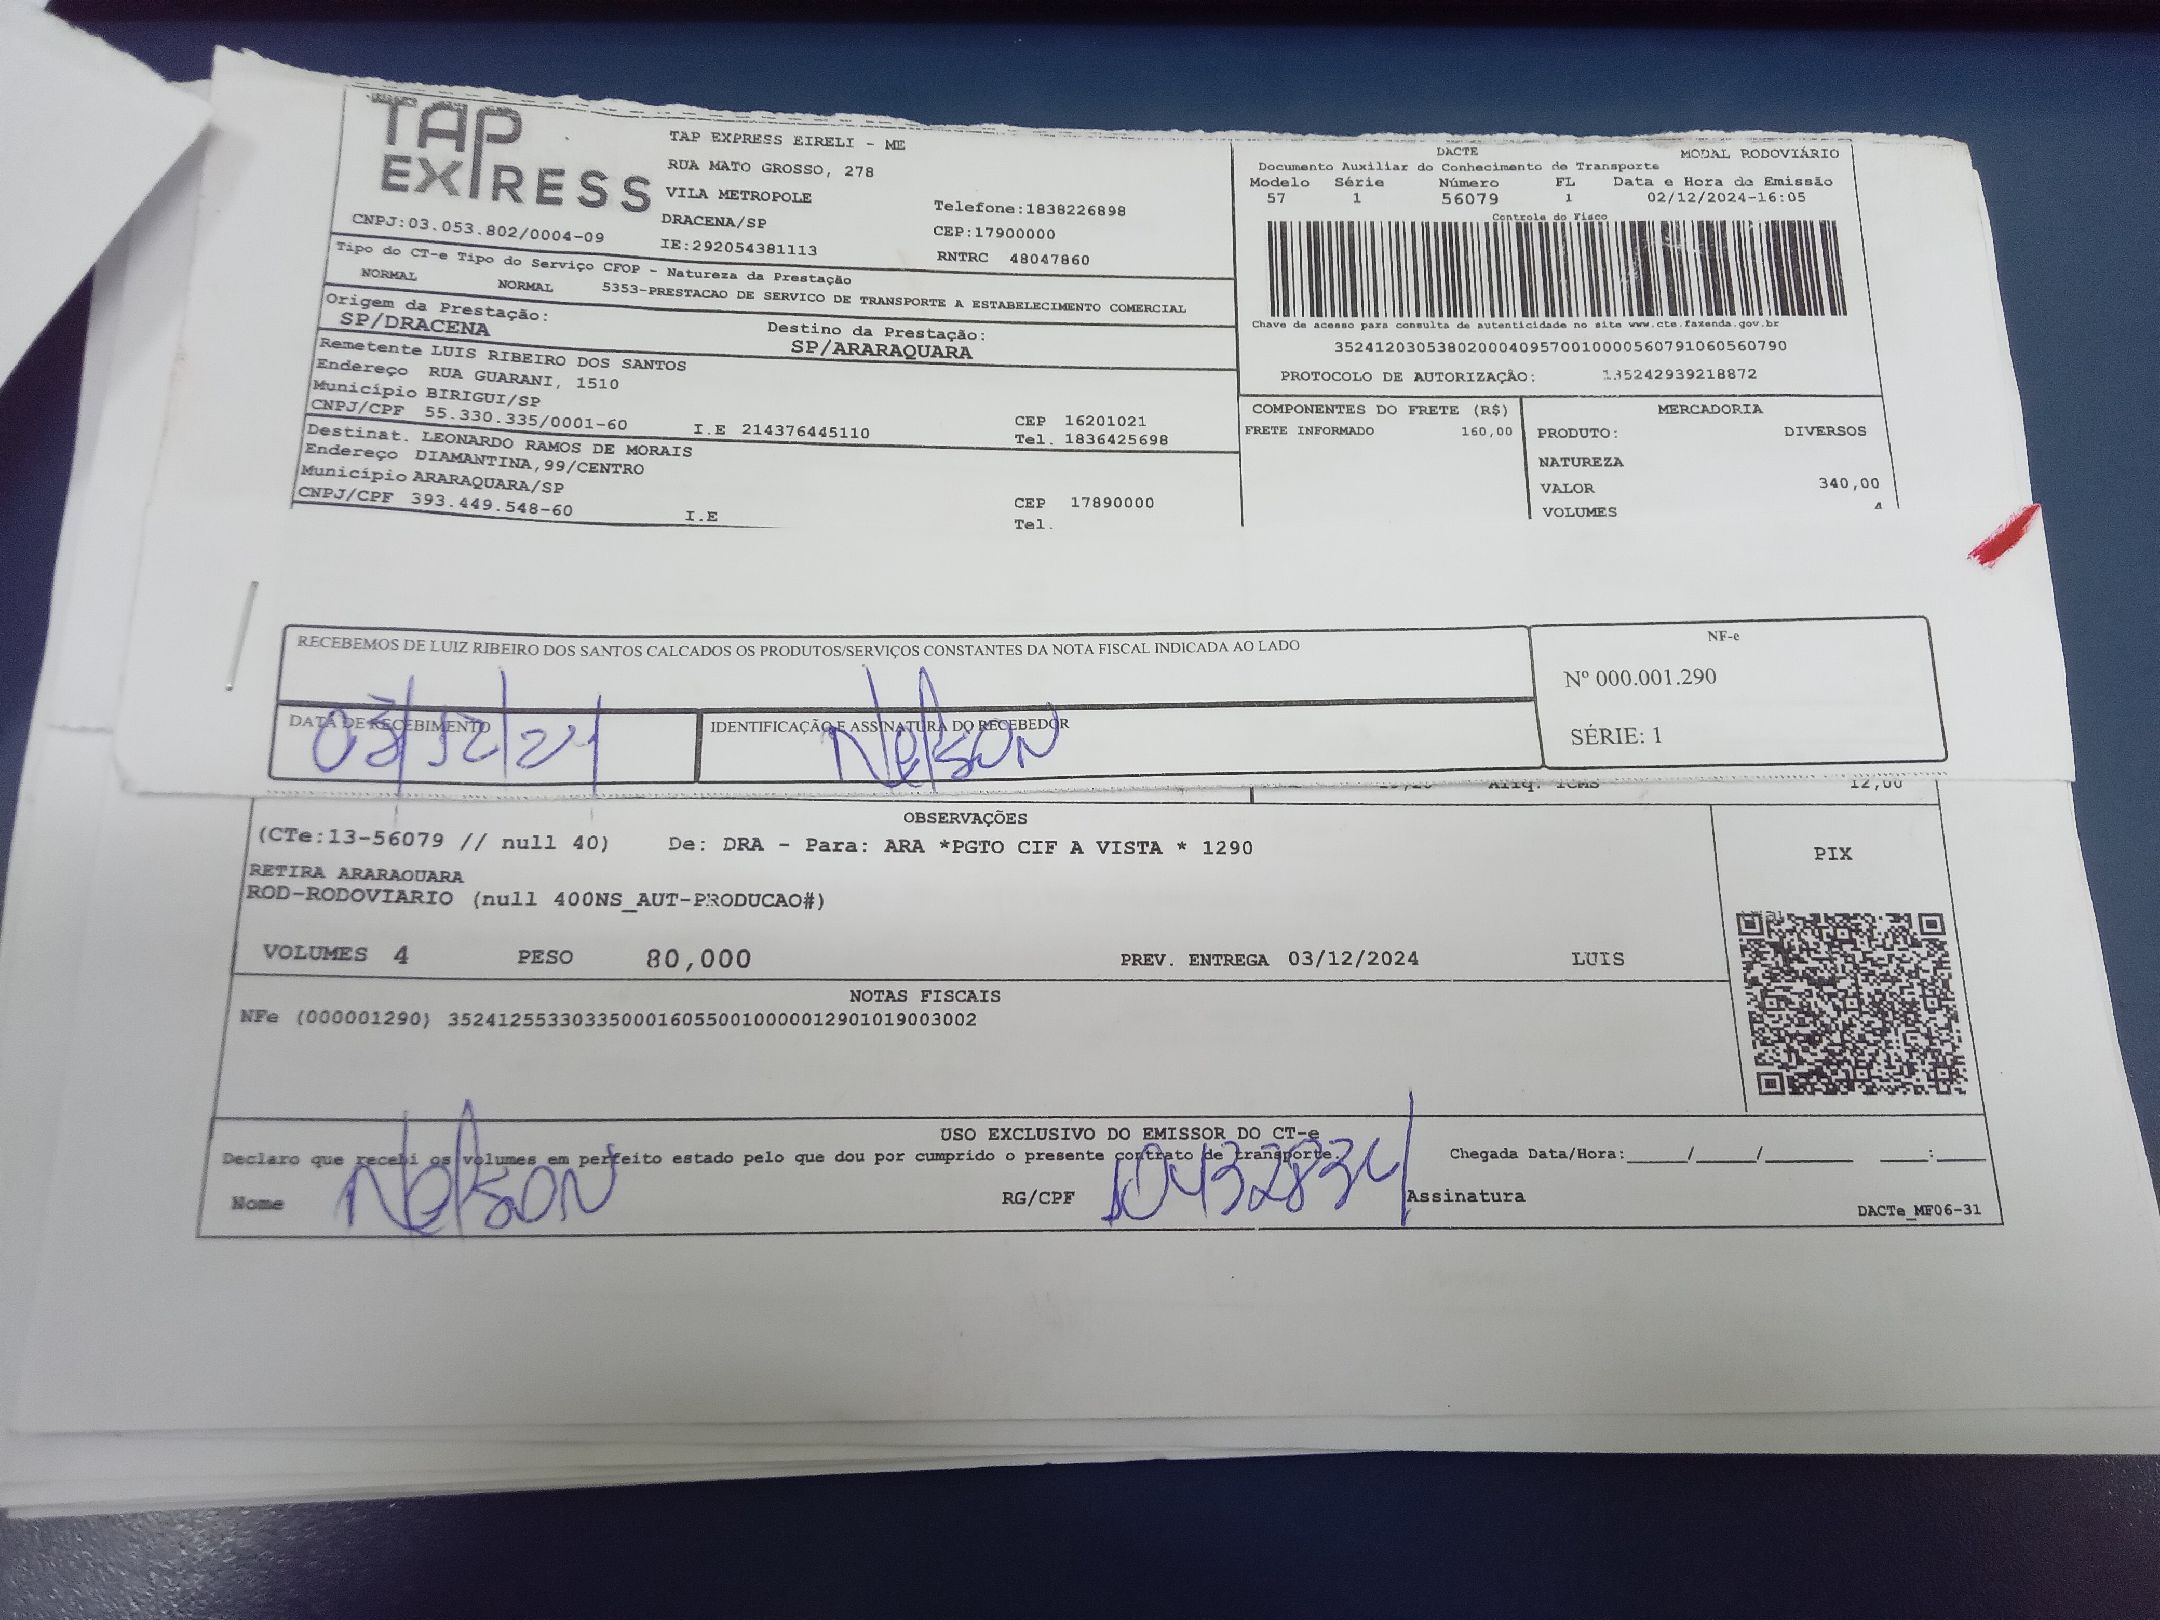 TAP EXPRESS
TAP EXPRESS EIRELI - ME
RUA MATO GROSSO, 278
VILA METROPOLE
DRACENA/SP
IE:292054381113
CNPJ:03.053.802/0004-09
Telefone:1838226898
CEP:17900000
RNTRC 48047860
DACTE MODAL RODOVIÁRIO
Documento Auxiliar do Conhecimento de Transporte
Modelo Série Número FL Data e Hora de Emissão
57 1 56079 1 02/12/2024-16:05
Controle do Fisco
Chave de acesso para consulta de autenticidade no site www.cte.fazenda.gov.br
35241203053802000409570010000560791060560790
PROTOCOLO DE AUTORIZAÇÃO: 135242939218872
Tipo do CT-e Tipo do Serviço CFOP - Natureza da Prestação
NORMAL NORMAL 5353-PRESTACAO DE SERVICO DE TRANSPORTE A ESTABELECIMENTO COMERCIAL
Origem da Prestação: Destino da Prestação:
SP/DRACENA SP/ARARAQUARA
Remetente LUIS RIBEIRO DOS SANTOS
Endereço RUA GUARANI, 1510
Município BIRIGUI/SP CEP 16201021
CNPJ/CPF 55.330.335/0001-60 I.E 214376445110 Tel. 1836425698
Destinat. LEONARDO RAMOS DE MORAIS
Endereço DIAMANTINA,99/CENTRO
Município ARARAQUARA/SP CEP 17890000
CNPJ/CPF 393.449.548-60 I.E Tel.
COMPONENTES DO FRETE (R$)
FRETE INFORMADO 160,00
MERCADORIA
PRODUTO: DIVERSOS
NATUREZA
VALOR 340,00
VOLUMES 4
RECEBEMOS DE LUIZ RIBEIRO DOS SANTOS CALCADOS OS PRODUTOS/SERVIÇOS CONSTANTES DA NOTA FISCAL INDICADA AO LADO
NF-e
Nº 000.001.290
SÉRIE: 1
DATA DE RECEBIMENTO
03/12/24
IDENTIFICAÇÃO E ASSINATURA DO RECEBEDOR
Nelson
Aliq. ICMS 12,00
OBSERVAÇÕES
(CTe:13-56079 // null 40) De: DRA - Para: ARA *PGTO CIF A VISTA * 1290
RETIRA ARARAQUARA
ROD-RODOVIARIO (null 400NS_AUT-PRODUCAO#)
VOLUMES 4 PESO 80,000 PREV. ENTREGA 03/12/2024 LUIS
PIX
NOTAS FISCAIS
NFe (000001290) 35241255330335000160550010000012901019003002
USO EXCLUSIVO DO EMISSOR DO CT-e
Declaro que recebi os volumes em perfeito estado pelo que dou por cumprido o presente contrato de transporte. Chegada Data/Hora:____/____/______ ___:___
Nome Nelson RG/CPF Assinatura
DACTe_MF06-31